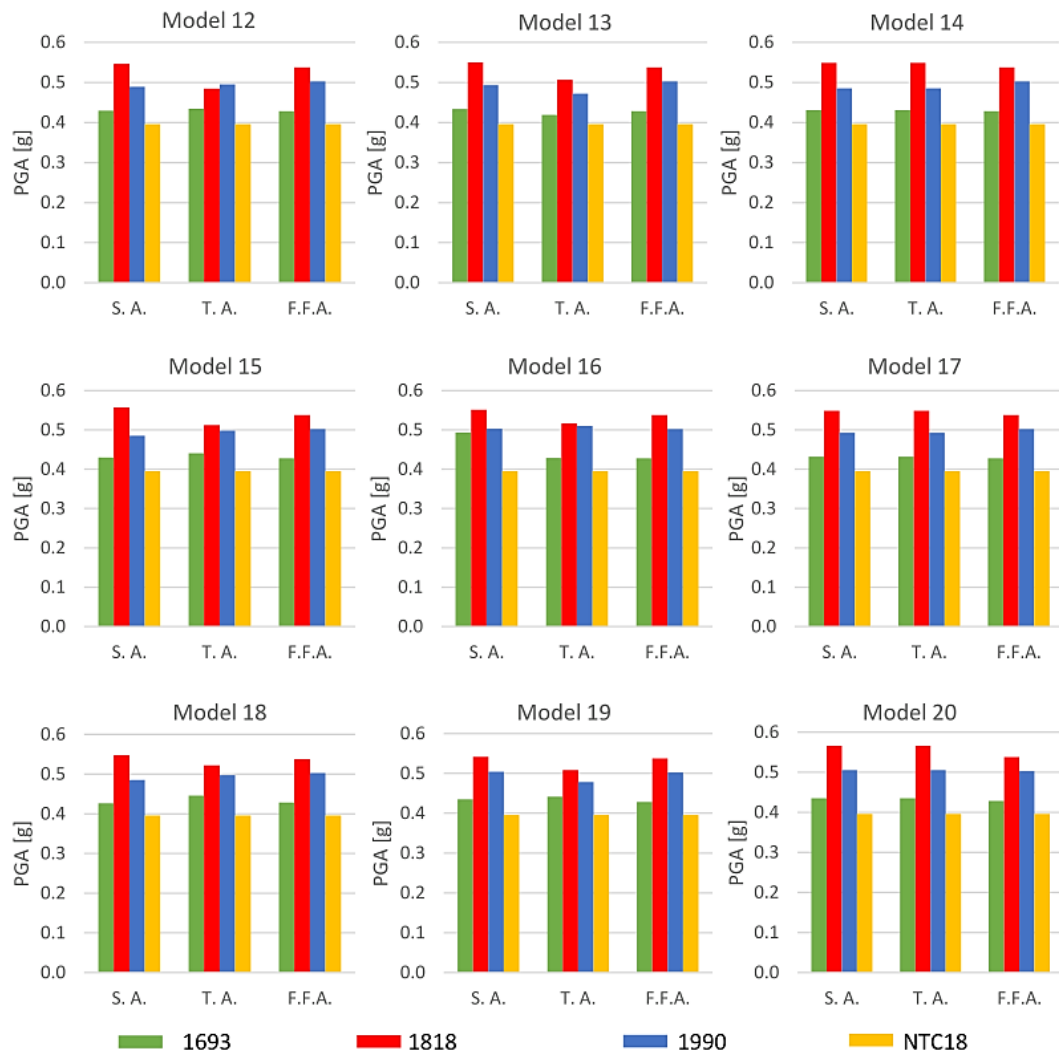 Model 12
Model 13
Model 14
PGA [g]
0.6
0.5
0.4
0.3
0.2
0.1
0.0
S. A. T. A. F.F.A.
PGA [g]
0.6
0.5
0.4
0.3
0.2
0.1
0.0
S. A. T. A. F.F.A.
PGA [g]
0.6
0.5
0.4
0.3
0.2
0.1
0.0
S. A. T. A. F.F.A.
Model 15
Model 16
Model 17
PGA [g]
0.6
0.5
0.4
0.3
0.2
0.1
0.0
S. A. T. A. F.F.A.
PGA [g]
0.6
0.5
0.4
0.3
0.2
0.1
0.0
S. A. T. A. F.F.A.
PGA [g]
0.6
0.5
0.4
0.3
0.2
0.1
0.0
S. A. T. A. F.F.A.
Model 18
Model 19
Model 20
PGA [g]
0.6
0.5
0.4
0.3
0.2
0.1
0.0
S. A. T. A. F.F.A.
PGA [g]
0.6
0.5
0.4
0.3
0.2
0.1
0.0
S. A. T. A. F.F.A.
PGA [g]
0.6
0.5
0.4
0.3
0.2
0.1
0.0
S. A. T. A. F.F.A.
1693 1818 1990 NTC18